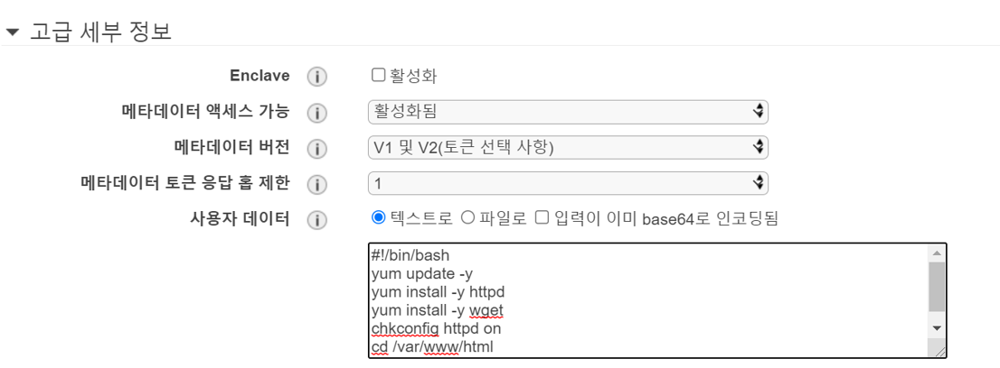 고급 세부 정보
Enclave 활성화
메타데이터 액세스 가능 활성화됨
메타데이터 버전 V1 및 V2(토큰 선택 사항)
메타데이터 토큰 응답 홉 제한 1
사용자 데이터 텍스트로 파일로 입력이 이미 base64로 인코딩됨
#!/bin/bash
yum update -y
yum install -y httpd
yum install -y wget
chkconfig httpd on
cd /var/www/html